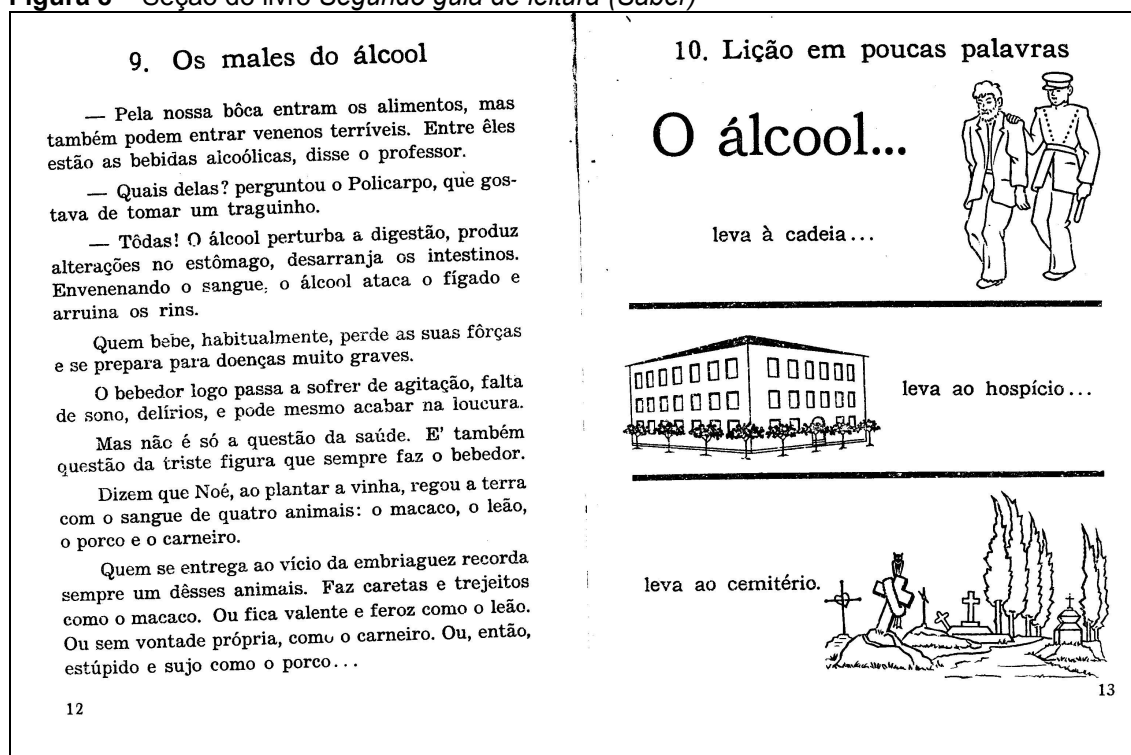 Figura 3 – Seção do livro Segundo guia de leitura (Saber)
9. Os males do álcool
— Pela nossa bôca entram os alimentos, mas
também podem entrar venenos terríveis. Entre êles
estão as bebidas alcoólicas, disse o professor.
— Quais delas? perguntou o Policarpo, que gos-
tava de tomar um traguinho.
— Tôdas! O álcool perturba a digestão, produz
alterações no estômago, desarranja os intestinos.
Envenenando o sangue, o álcool ataca o fígado e
arruina os rins.
Quem bebe, habitualmente, perde as suas fôrças
e se prepara para doenças muito graves.
O bebedor logo passa a sofrer de agitação, falta
de sono, delírios, e pode mesmo acabar na loucura.
Mas não é só a questão da saúde. E' também
questão da triste figura que sempre faz o bebedor.
Dizem que Noé, ao plantar a vinha, regou a terra
com o sangue de quatro animais: o macaco, o leão,
o porco e o carneiro.
Quem se entrega ao vício da embriaguez recorda
sempre um dêsses animais. Faz caretas e trejeitos
como o macaco. Ou fica valente e feroz como o leão.
Ou sem vontade própria, como o carneiro. Ou, então,
estúpido e sujo como o porco...
12
10. Lição em poucas palavras
O álcool...
leva à cadeia...
leva ao hospício...
leva ao cemitério.
13